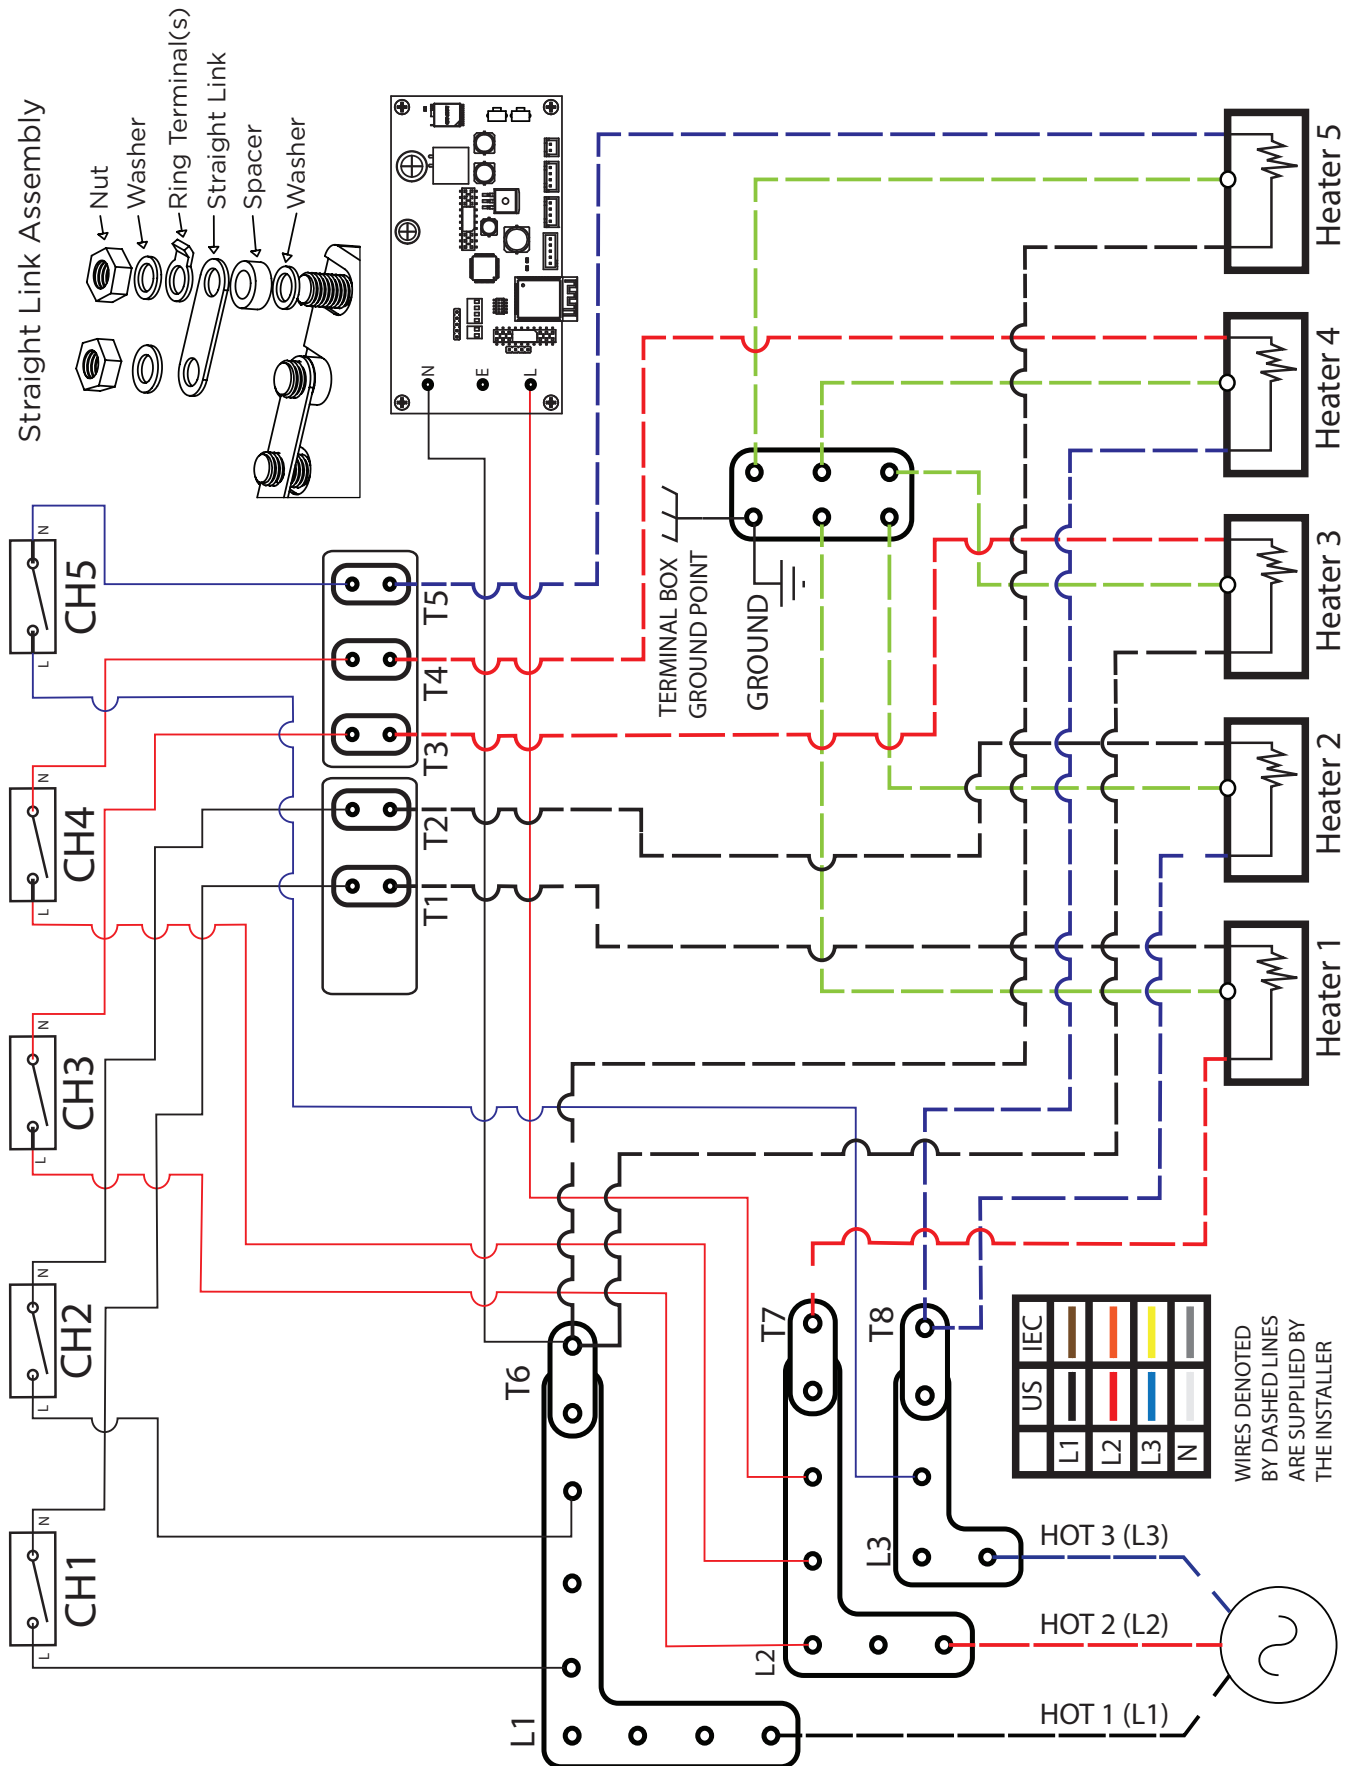 Straight Link Assembly
Nut
Washer
Ring Terminal(s)
Straight Link
Spacer
Washer
L
N
CH1
L
N
CH2
L
N
CH3
L
N
CH4
L
N
CH5
N
E
L
T1
T2
T3
T4
T5
TERMINAL BOX
GROUND POINT
GROUND
L1
T6
L2
T7
L3
T8
HOT 1 (L1)
HOT 2 (L2)
HOT 3 (L3)
US IEC
L1
L2
L3
N
WIRES DENOTED
BY DASHED LINES
ARE SUPPLIED BY
THE INSTALLER
Heater 1
Heater 2
Heater 3
Heater 4
Heater 5